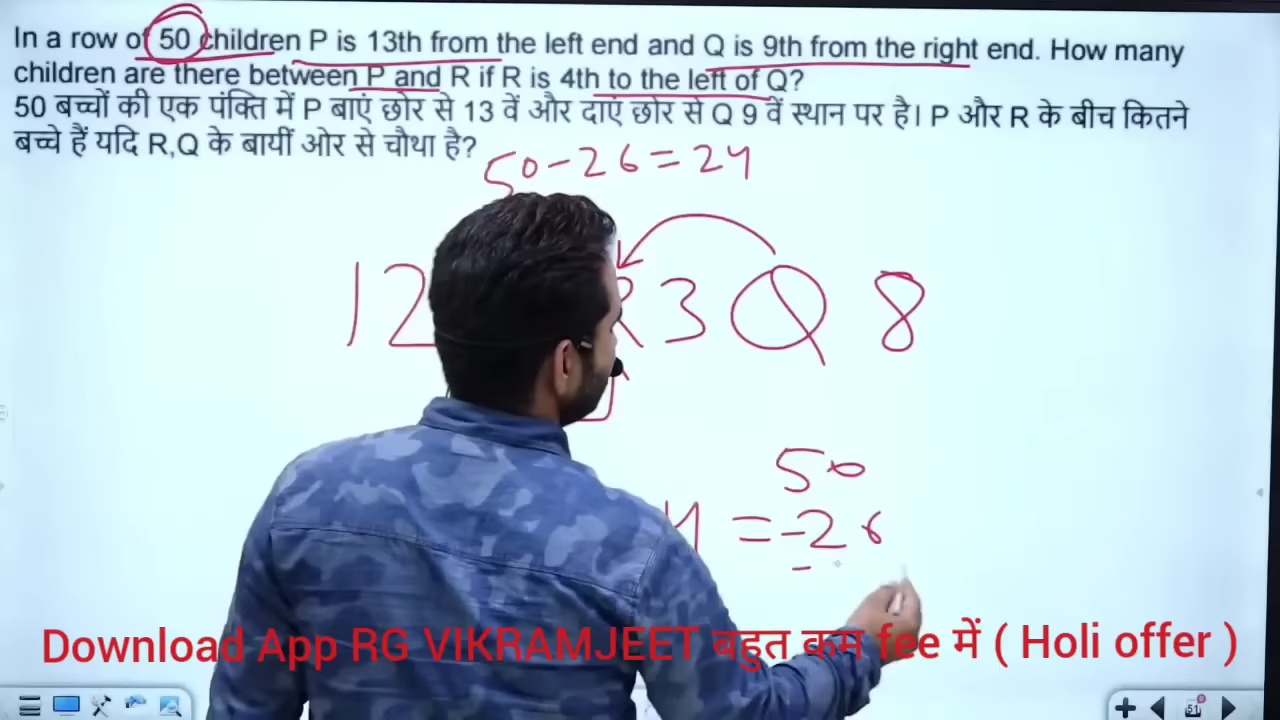 In a row of 50 children P is 13th from the left end and Q is 9th from the right end. How many
children are there between P and R if R is 4th to the left of Q?
50 बच्चों की एक पंक्ति में P बाएं छोर से 13 वें और दाएं छोर से Q 9 वें स्थान पर है। P और R के बीच कितने
बच्चे हैं यदि R,Q के बायीं ओर से चौथा है?
50-26=24
12 R 3 Q 8
50
= -26
Download App RG VIKRAMJEET बहुत कम fee में ( Holi offer )
51